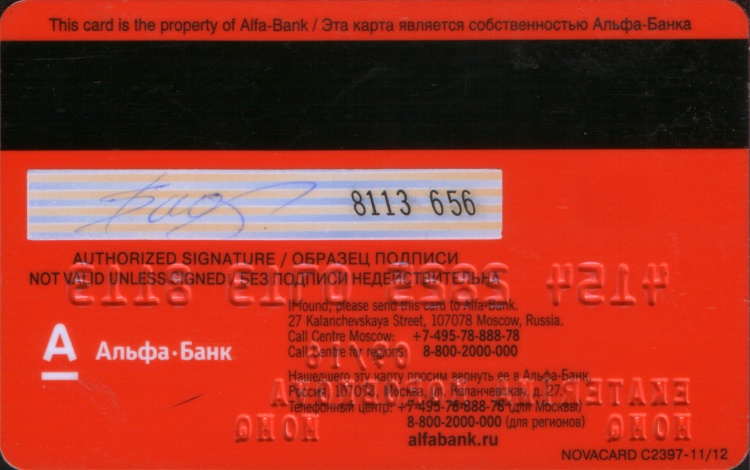 This card is the property of Alfa-Bank / Эта карта является собственностью Альфа-Банка
8113 656
AUTHORIZED SIGNATURE / ОБРАЗЕЦ ПОДПИСИ
NOT VALID UNLESS SIGNED / БЕЗ ПОДПИСИ НЕДЕЙСТВИТЕЛЬНА
If found, please send this card to Alfa-Bank.
27 Kalanchevskaya Street, 107078 Moscow, Russia.
Call Centre Moscow: +7-495-78-888-78
Call Centre for regions: 8-800-2000-000
А Альфа·Банк
Нашедшего эту карту просим вернуть ее в Альфа-Банк
Россия, 107078, Москва, ул. Каланчевская, д. 27.
Телефонный центр: +7-495-78-888-78 (для Москвы)
8-800-2000-000 (для регионов)
alfabank.ru
NOVACARD C2397-11/12